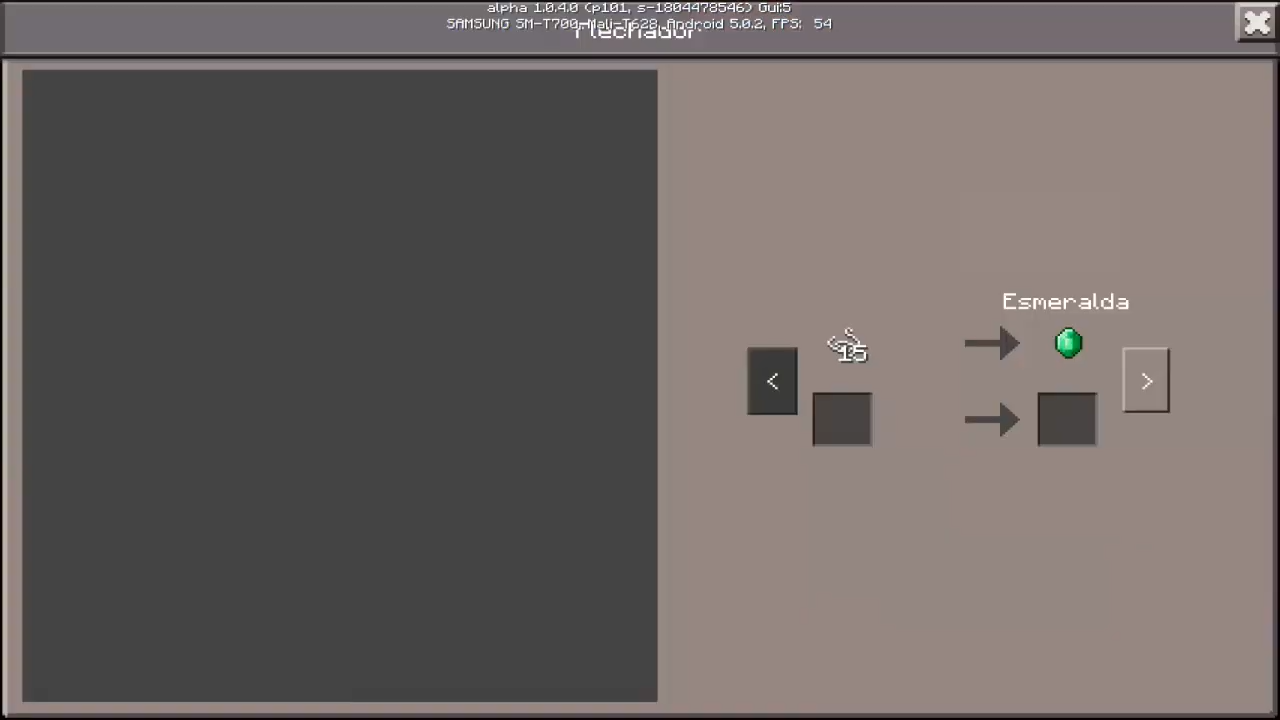 alpha 1.0.4.0 (p101, s-1804478546) Gui:5
SAMSUNG SM-T700, Mali-T628, Android 5.0.2, FPS: 54
Flechador
Esmeralda
15
<
>